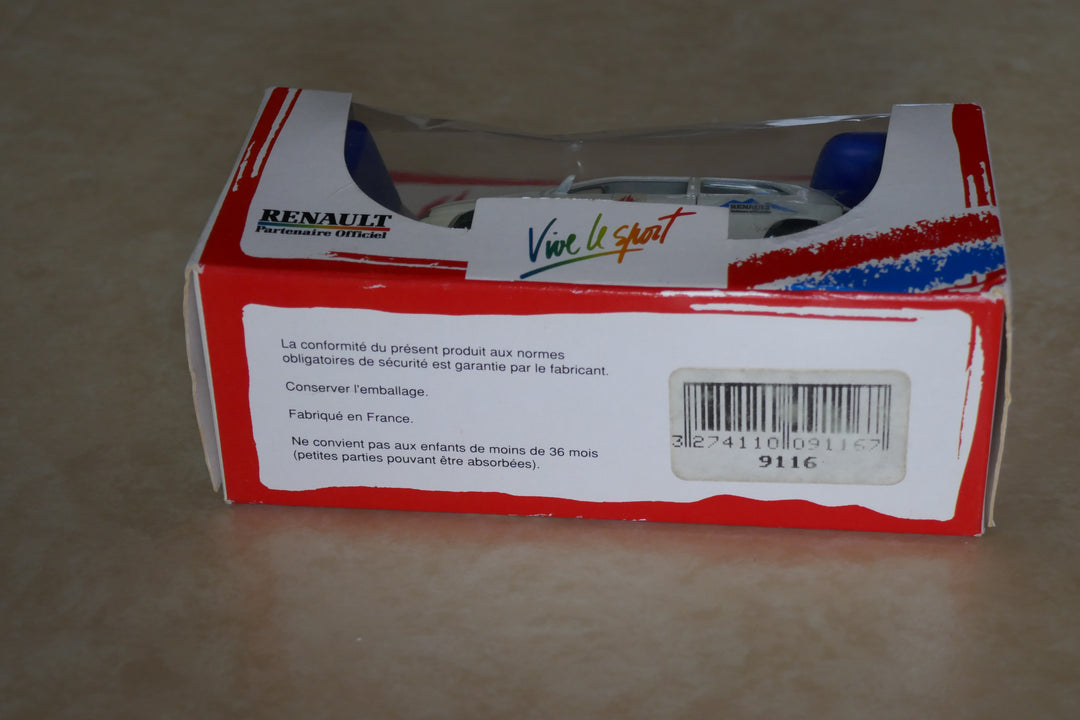 RENAULT
Partenaire Officiel
Vive le sport
RENAULT
La conformité du présent produit aux normes
obligatoires de sécurité est garantie par le fabricant.
Conserver l'emballage.
Fabriqué en France.
Ne convient pas aux enfants de moins de 36 mois
(petites parties pouvant être absorbées).
3 274110 091167
9116